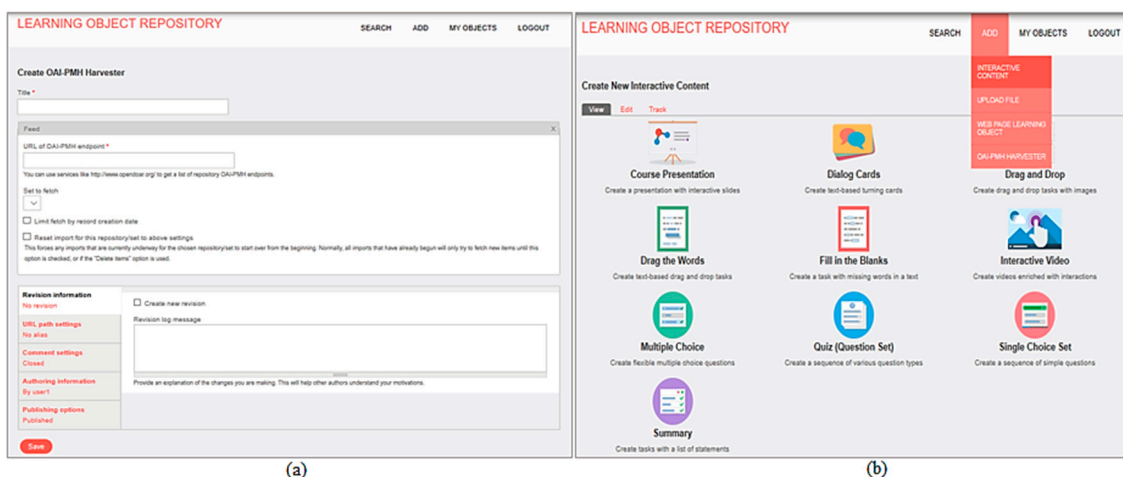 LEARNING OBJECT REPOSITORY
SEARCH ADD MY OBJECTS LOGOUT
Create OAI-PMH Harvester
Title *
Feed X
URL of OAI-PMH endpoint *
You can use services like http://www.opendoar.org/ to get a list of repository OAI-PMH endpoints.
Set to fetch
Limit fetch by record creation date
Reset import for this repository/set to above settings
This forces any imports that are currently underway for the chosen repository/set to start over from the beginning. Normally, all imports that have already begun will only try to fetch new items until this
option is checked, or if the "Delete items" option is used.
Revision information
No revision
URL path settings
No alias
Comment settings
Closed
Authoring information
By user1
Publishing options
Published
Create new revision
Revision log message
Provide an explanation of the changes you are making. This will help other authors understand your motivations.
Save
(a)
LEARNING OBJECT REPOSITORY
SEARCH ADD MY OBJECTS LOGOUT
INTERACTIVE
CONTENT
UPLOAD FILE
WEB PAGE LEARNING
OBJECT
OAI-PMH HARVESTER
Create New Interactive Content
View Edit Track
Course Presentation Dialog Cards Drag and Drop
Create a presentation with interactive slides Create text-based turning cards Create drag and drop tasks with images
Drag the Words Fill in the Blanks Interactive Video
Create text-based drag and drop tasks Create a task with missing words in a text Create videos enriched with interactions
Multiple Choice Quiz (Question Set) Single Choice Set
Create flexible multiple choice questions Create a sequence of various question types Create a sequence of simple questions
Summary
Create tasks with a list of statements
(b)